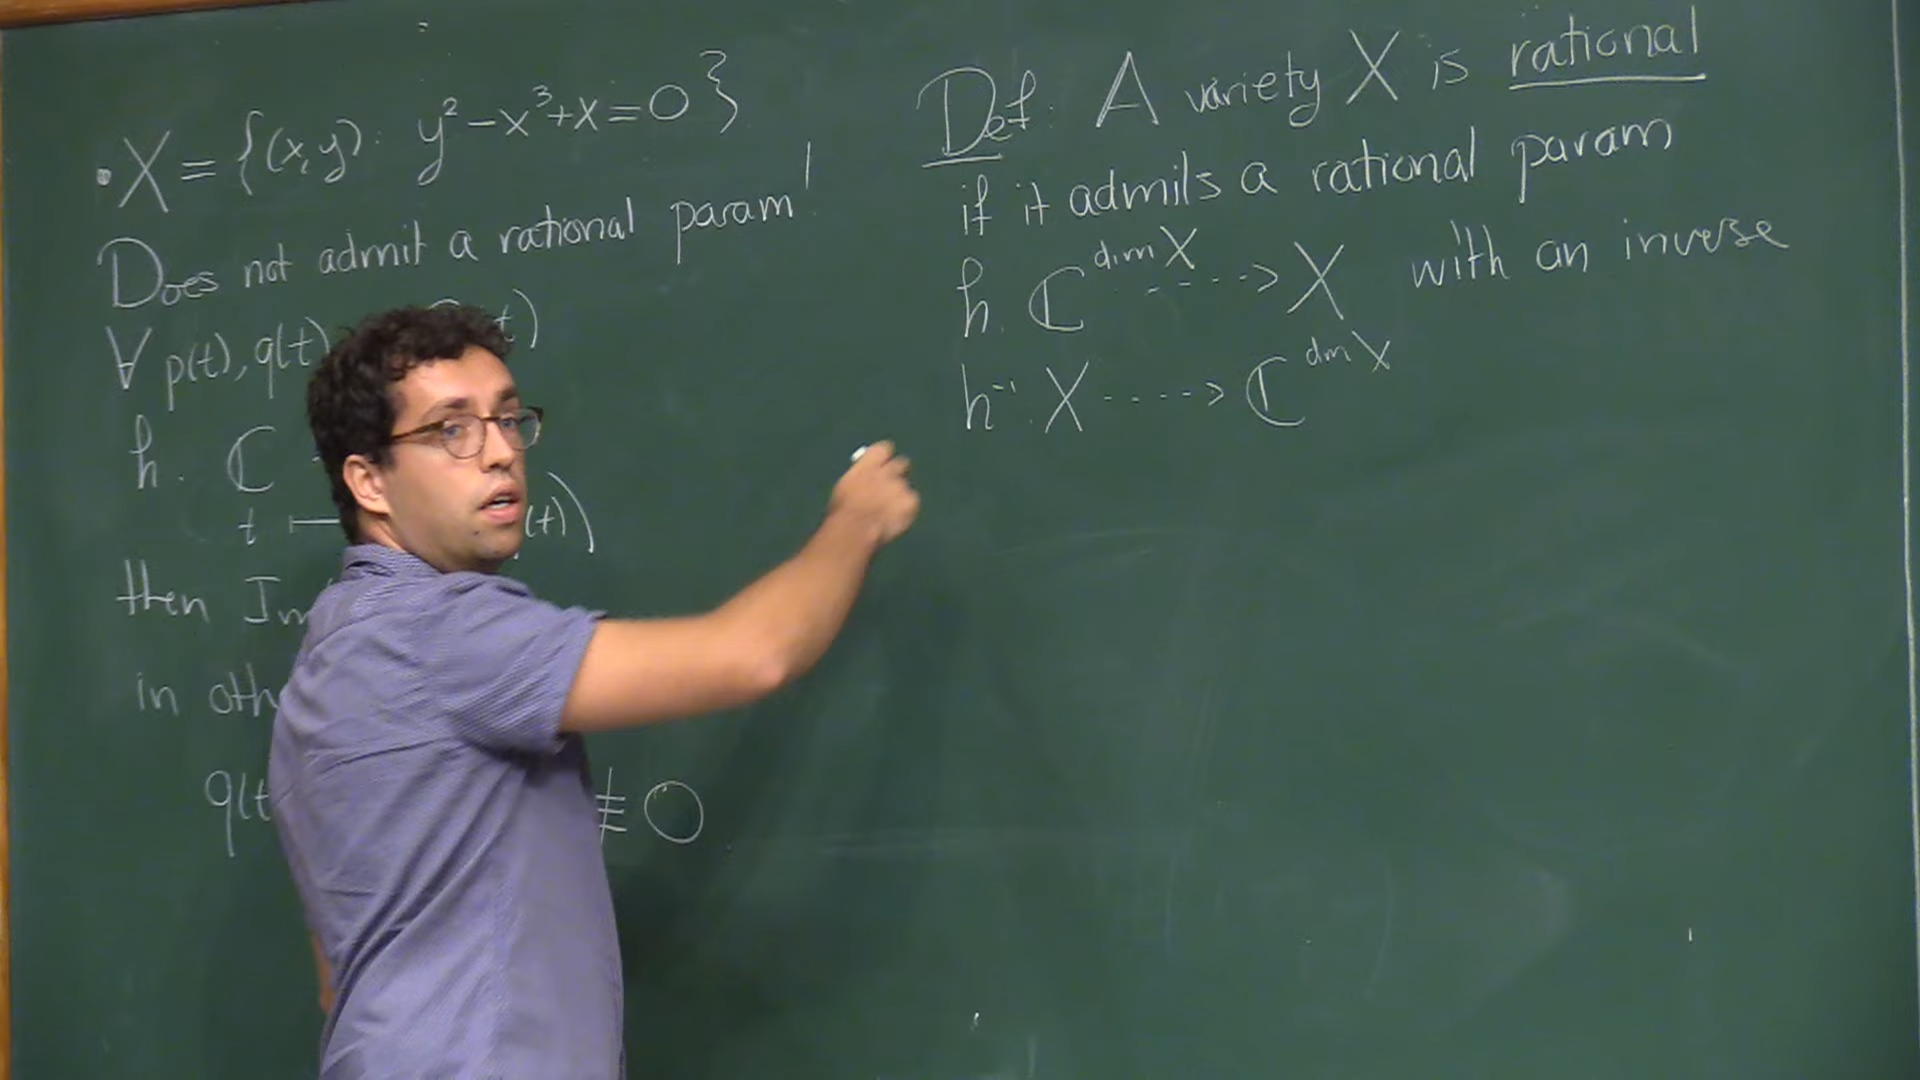 • X = {(x,y): y² - x³ + x = 0}
Does not admit a rational param!
∀ p(t), q(t) t)
h: ℂ
t ⟼ (t))
then Im
in oth
q(t ≢ 0
Def: A variety X is rational
if it admits a rational param
h: ℂ^dim X ----> X with an inverse
h⁻¹: X ----> ℂ^dim X